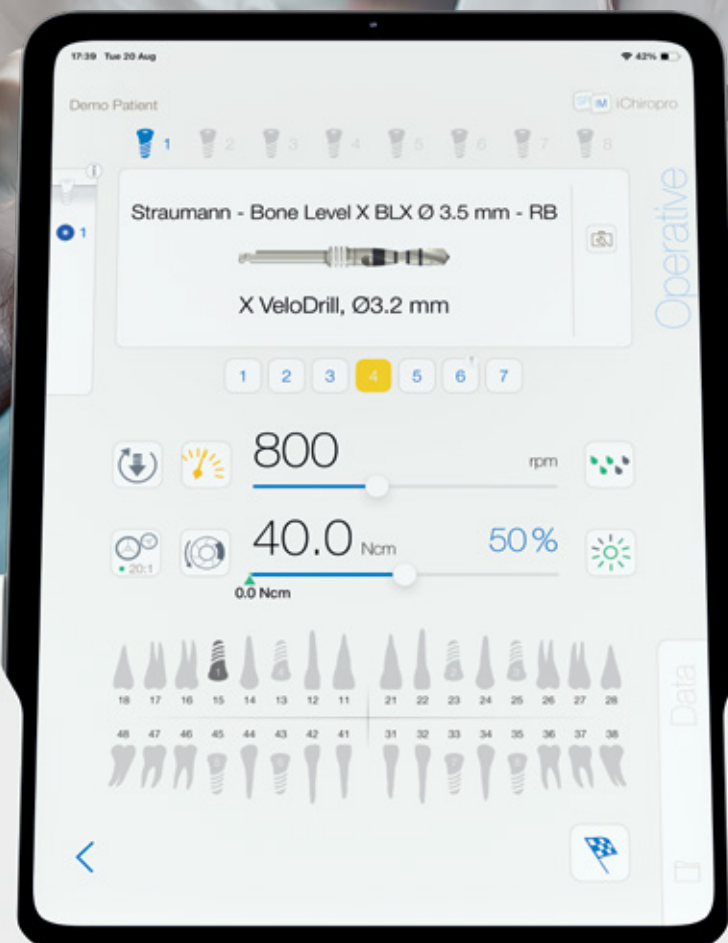 17:39 Tue 20 Aug
42%
Demo Patient
iChiropro
1 2 3 4 5 6 7 8
Operative
1
Straumann - Bone Level X BLX Ø 3.5 mm - RB
X VeloDrill, Ø3.2 mm
1 2 3 4 5 6 7
800 rpm
20:1
40.0 Ncm 50%
0.0 Ncm
18 17 16 15 14 13 12 11 21 22 23 24 25 26 27 28
48 47 46 45 44 43 42 41 31 32 33 34 35 36 37 38
Data